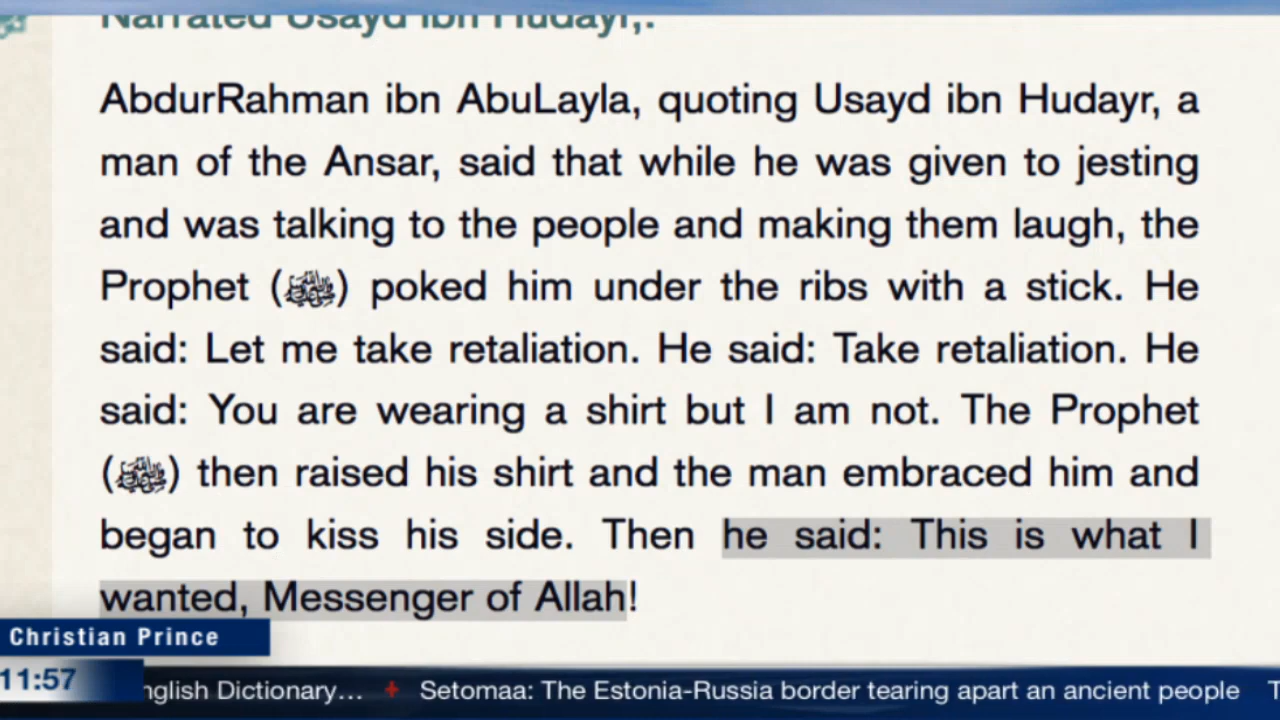 Narrated Usayd ibn Hudayr,:
AbdurRahman ibn AbuLayla, quoting Usayd ibn Hudayr, a
man of the Ansar, said that while he was given to jesting
and was talking to the people and making them laugh, the
Prophet (ﷺ) poked him under the ribs with a stick. He
said: Let me take retaliation. He said: Take retaliation. He
said: You are wearing a shirt but I am not. The Prophet
(ﷺ) then raised his shirt and the man embraced him and
began to kiss his side. Then he said: This is what I
wanted, Messenger of Allah!
Christian Prince
11:57
nglish Dictionary... + Setomaa: The Estonia-Russia border tearing apart an ancient people T